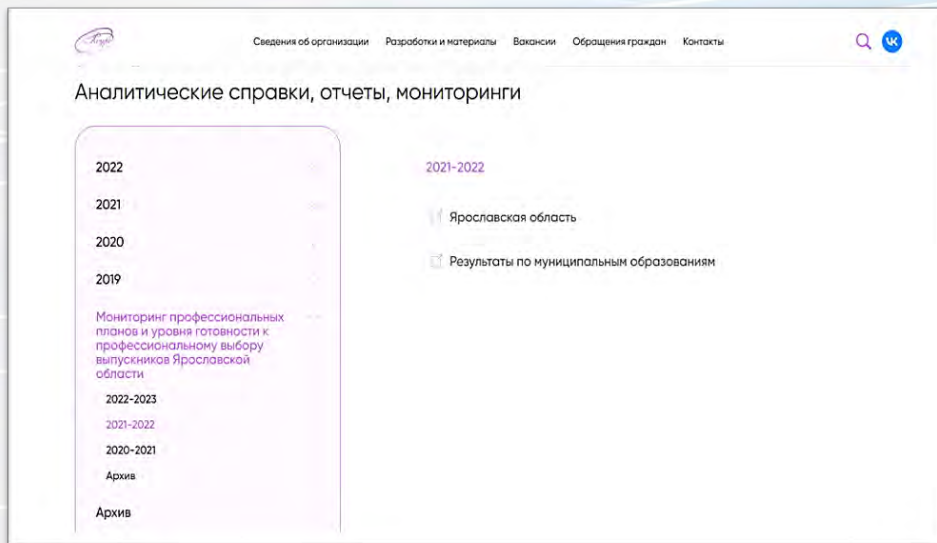 Сведения об организации Разработки и материалы Вакансии Обращения граждан Контакты
Аналитические справки, отчеты, мониторинги
2022
2021
2020
2019
Мониторинг профессиональных
планов и уровня готовности к
профессиональному выбору
выпускников Ярославской
области
2022-2023
2021-2022
2020-2021
Архив
Архив
2021-2022
Ярославская область
Результаты по муниципальным образованиям